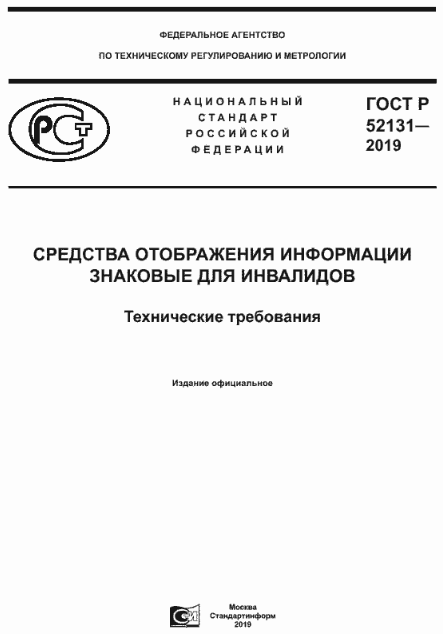 ФЕДЕРАЛЬНОЕ АГЕНТСТВО
ПО ТЕХНИЧЕСКОМУ РЕГУЛИРОВАНИЮ И МЕТРОЛОГИИ
НАЦИОНАЛЬНЫЙ
СТАНДАРТ
РОССИЙСКОЙ
ФЕДЕРАЦИИ
ГОСТ Р
52131—
2019
СРЕДСТВА ОТОБРАЖЕНИЯ ИНФОРМАЦИИ
ЗНАКОВЫЕ ДЛЯ ИНВАЛИДОВ
Технические требования
Издание официальное
Москва
Стандартинформ
2019